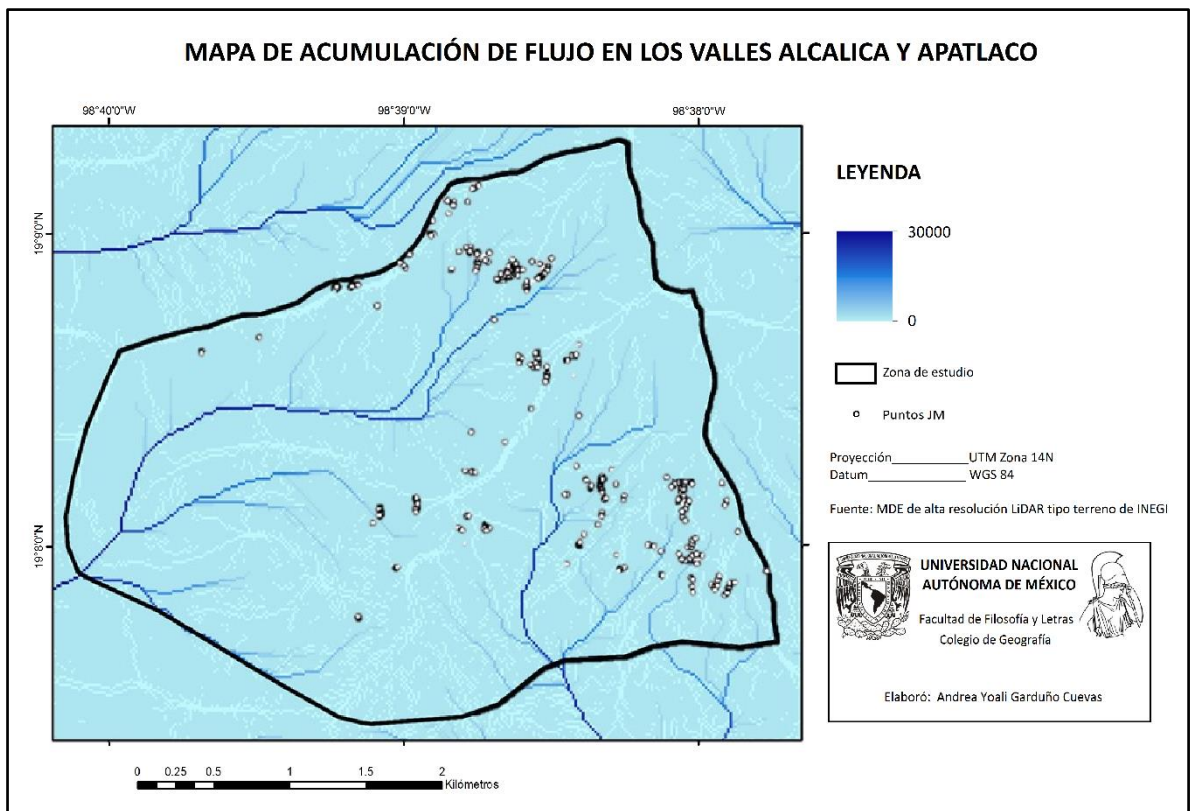 MAPA DE ACUMULACIÓN DE FLUJO EN LOS VALLES ALCALICA Y APATLACO
98°40'0"W
98°39'0"W
98°38'0"W
19°9'0"N
19°8'0"N
LEYENDA
30000
0
Zona de estudio
Puntos JM
Proyección__________UTM Zona 14N
Datum_____________ WGS 84
Fuente: MDE de alta resolución LiDAR tipo terreno de INEGI
UNIVERSIDAD NACIONAL
AUTÓNOMA DE MÉXICO
Facultad de Filosofía y Letras
Colegio de Geografía
Elaboró: Andrea Yoali Garduño Cuevas
0 0.25 0.5 1 1.5 2
Kilómetros